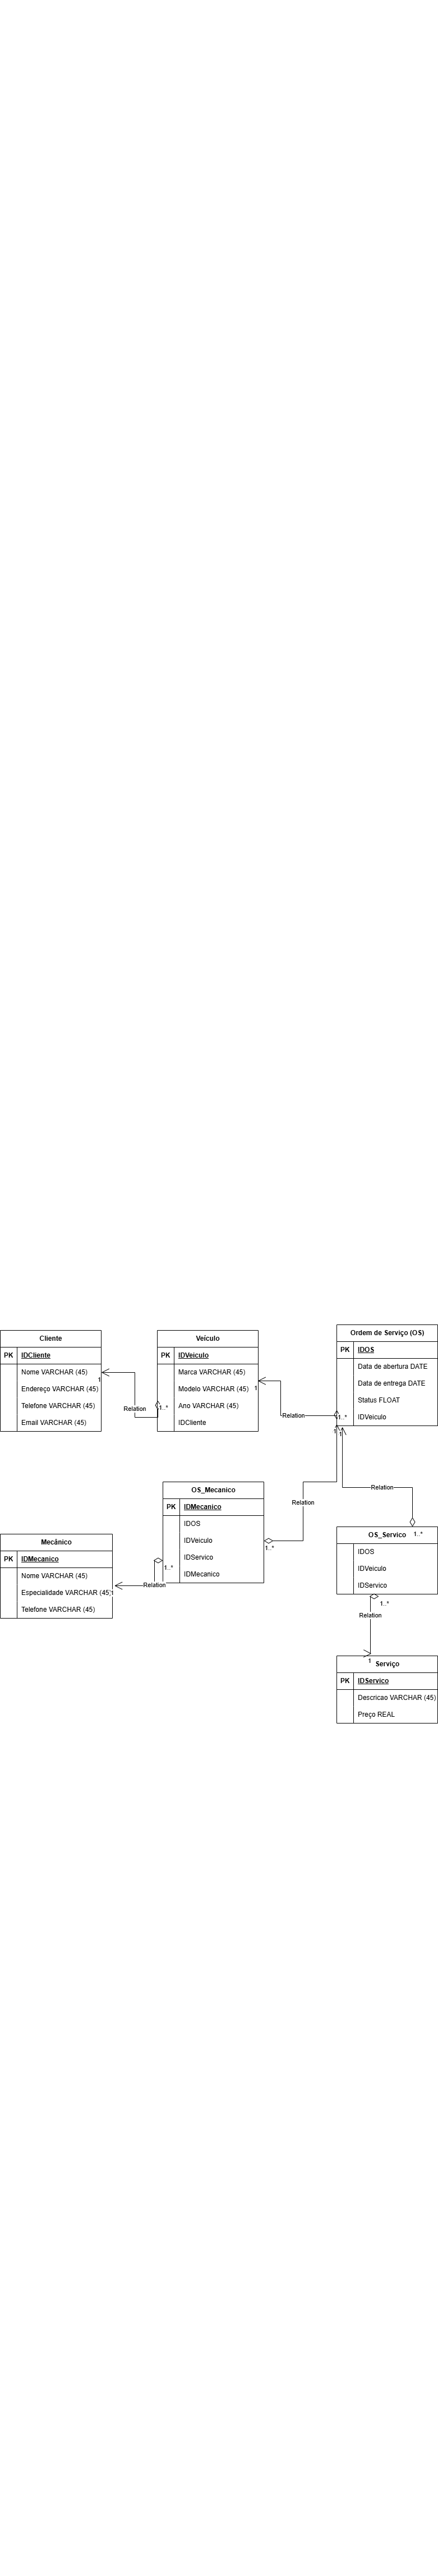 Cliente
PK IDCliente
Nome VARCHAR (45)
Endereço VARCHAR (45)
Telefone VARCHAR (45)
Email VARCHAR (45)
1
Relation
1..*
Veículo
PK IDVeiculo
Marca VARCHAR (45)
Modelo VARCHAR (45)
Ano VARCHAR (45)
IDCliente
1
Relation
1..*
Ordem de Serviço (OS)
PK IDOS
Data de abertura DATE
Data de entrega DATE
Status FLOAT
IDVeiculo
1
1
Relation
Relation
1..*
1..*
OS_Mecanico
PK IDMecanico
IDOS
IDVeiculo
IDServico
IDMecanico
1..*
Relation
Mecânico
PK IDMecanico
Nome VARCHAR (45)
Especialidade VARCHAR (45)
Telefone VARCHAR (45)
OS_Servico
IDOS
IDVeiculo
IDServico
1..*
Relation
1
Serviço
PK IDServico
Descricao VARCHAR (45)
Preço REAL